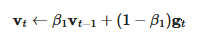 v_t ← β_1 v_{t−1} + (1 − β_1) g_t